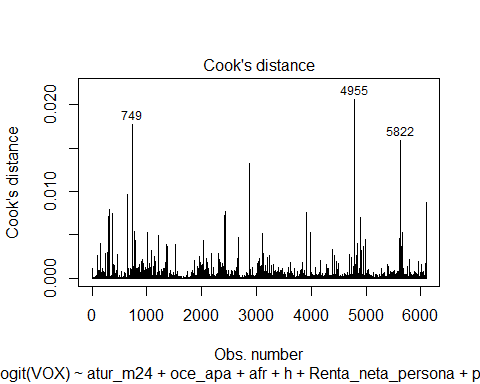 Cook's distance
Cook's distance
0.000
0.010
0.020
749
4955
5822
0 1000 2000 3000 4000 5000 6000
Obs. number
ogit(VOX) ~ atur_m24 + oce_apa + afr + h + Renta_neta_persona + p